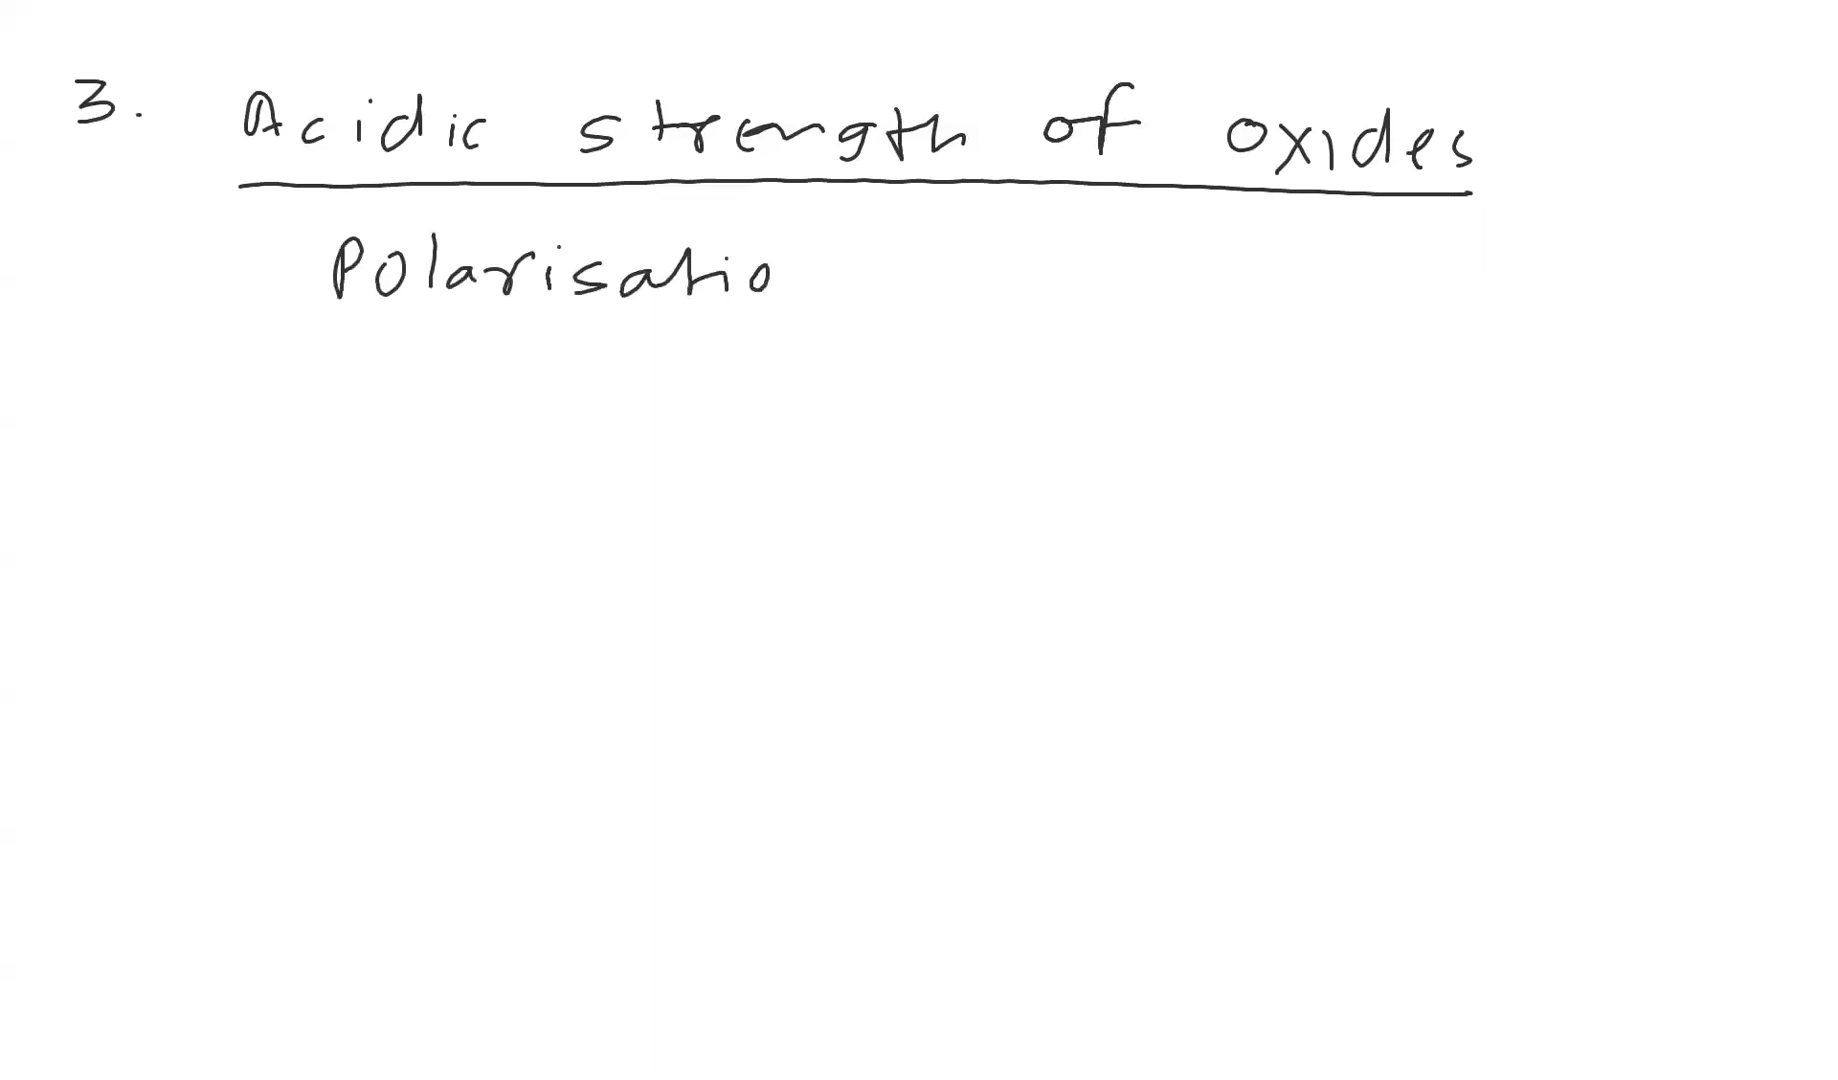 3. Acidic strength of oxides
Polarisatio